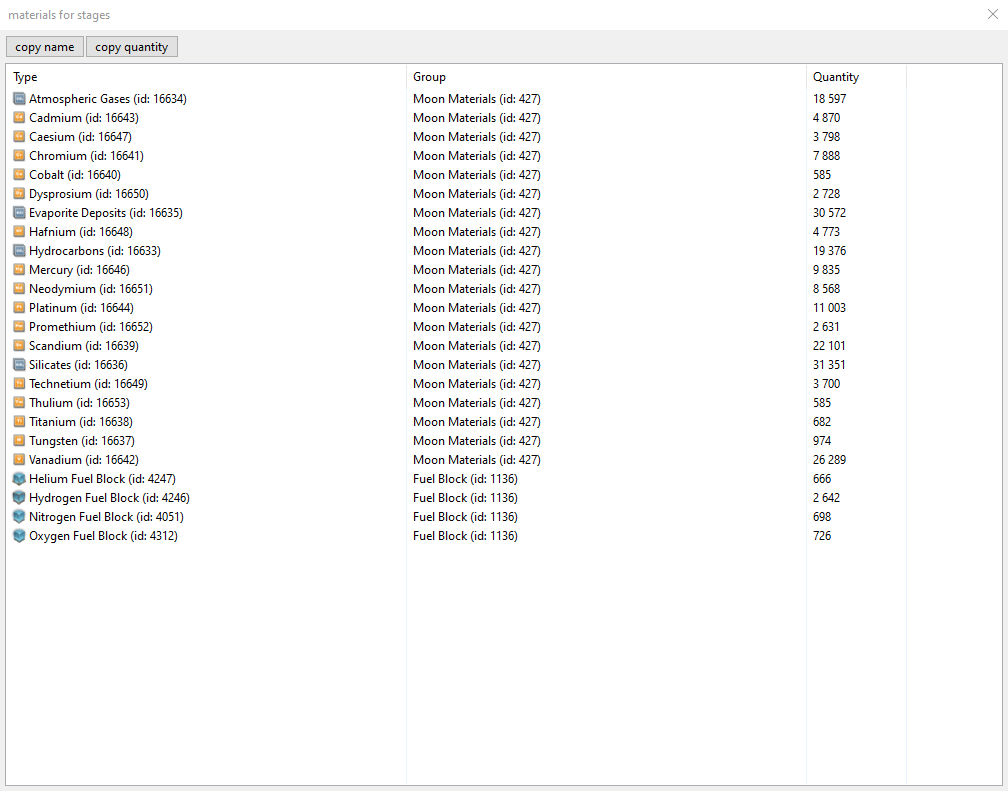 materials for stages
copy name copy quantity
Type Group Quantity
Atmospheric Gases (id: 16634) Moon Materials (id: 427) 18 597
Cadmium (id: 16643) Moon Materials (id: 427) 4 870
Caesium (id: 16647) Moon Materials (id: 427) 3 798
Chromium (id: 16641) Moon Materials (id: 427) 7 888
Cobalt (id: 16640) Moon Materials (id: 427) 585
Dysprosium (id: 16650) Moon Materials (id: 427) 2 728
Evaporite Deposits (id: 16635) Moon Materials (id: 427) 30 572
Hafnium (id: 16648) Moon Materials (id: 427) 4 773
Hydrocarbons (id: 16633) Moon Materials (id: 427) 19 376
Mercury (id: 16646) Moon Materials (id: 427) 9 835
Neodymium (id: 16651) Moon Materials (id: 427) 8 568
Platinum (id: 16644) Moon Materials (id: 427) 11 003
Promethium (id: 16652) Moon Materials (id: 427) 2 631
Scandium (id: 16639) Moon Materials (id: 427) 22 101
Silicates (id: 16636) Moon Materials (id: 427) 31 351
Technetium (id: 16649) Moon Materials (id: 427) 3 700
Thulium (id: 16653) Moon Materials (id: 427) 585
Titanium (id: 16638) Moon Materials (id: 427) 682
Tungsten (id: 16637) Moon Materials (id: 427) 974
Vanadium (id: 16642) Moon Materials (id: 427) 26 289
Helium Fuel Block (id: 4247) Fuel Block (id: 1136) 666
Hydrogen Fuel Block (id: 4246) Fuel Block (id: 1136) 2 642
Nitrogen Fuel Block (id: 4051) Fuel Block (id: 1136) 698
Oxygen Fuel Block (id: 4312) Fuel Block (id: 1136) 726